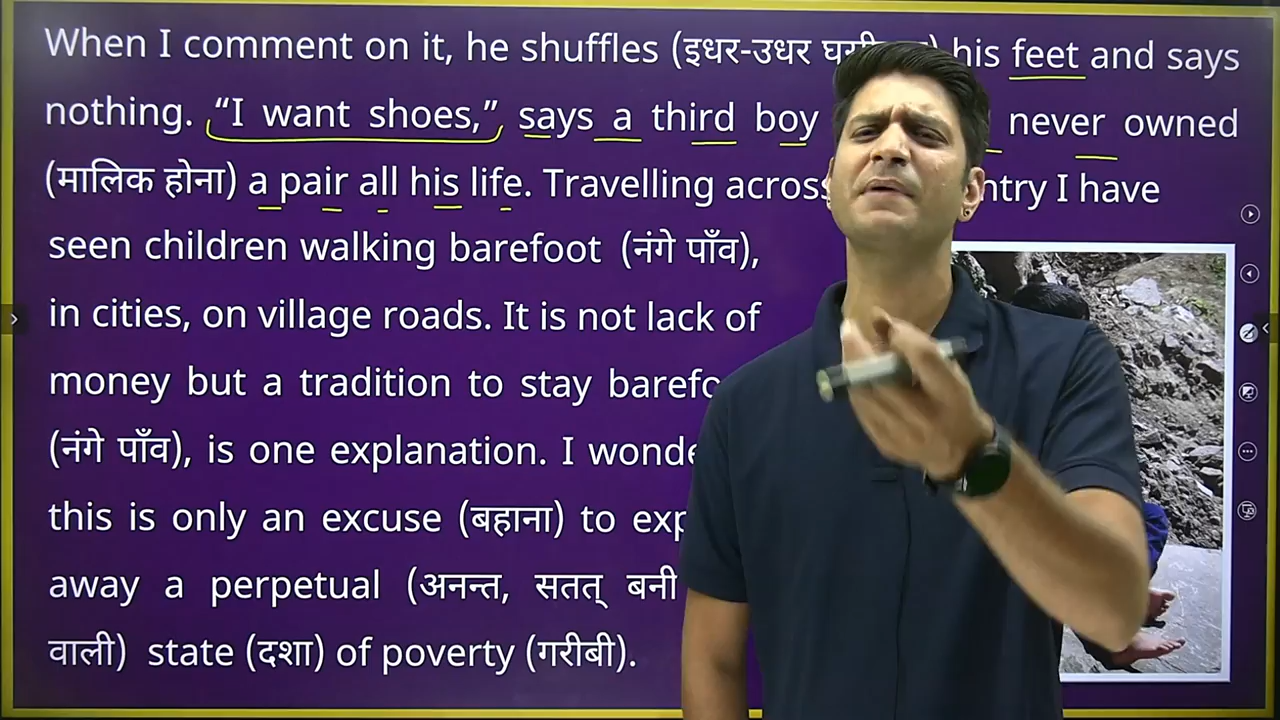 When I comment on it, he shuffles (इधर-उधर his feet and says
nothing. “I want shoes,” says a third boy never owned
(मालिक होना) a pair all his life. Travelling I have
seen children walking barefoot (नंगे पाँव),
in cities, on village roads. It is not lack of
money but a tradition to stay
(नंगे पाँव), is one explanation. I
this is only an excuse (बहाना) to
away a perpetual (अनन्त, सतत् बनी
वाली) state (दशा) of poverty (गरीबी).